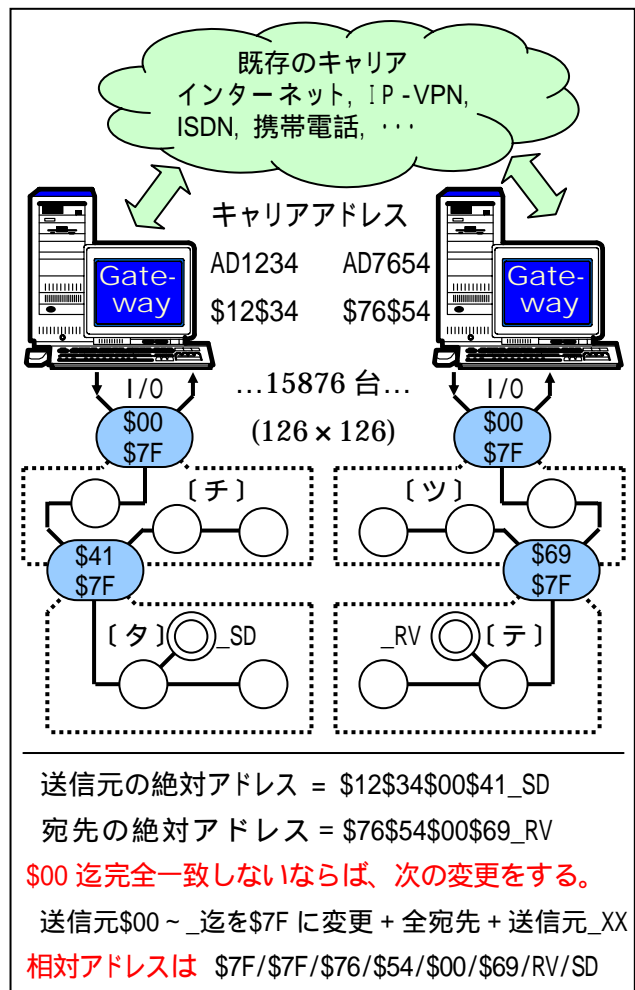 既存のキャリア
インターネット, IP-VPN,
ISDN, 携帯電話, ･･･
キャリアアドレス
Gate-
way
AD1234 AD7654
$12$34 $76$54
Gate-
way
I/O …15876 台… I/O
$00
$7F
(126×126)
$00
$7F
〔チ〕 〔ツ〕
$41
$7F
$69
$7F
〔タ〕 _SD _RV 〔テ〕
送信元の絶対アドレス = $12$34$00$41_SD
宛先の絶対アドレス = $76$54$00$69_RV
$00 迄完全一致しないならば、次の変更をする。
送信元$00 ~ _迄を$7F に変更 + 全宛先 + 送信元_XX
相対アドレスは $7F/$7F/$76/$54/$00/$69/RV/SD